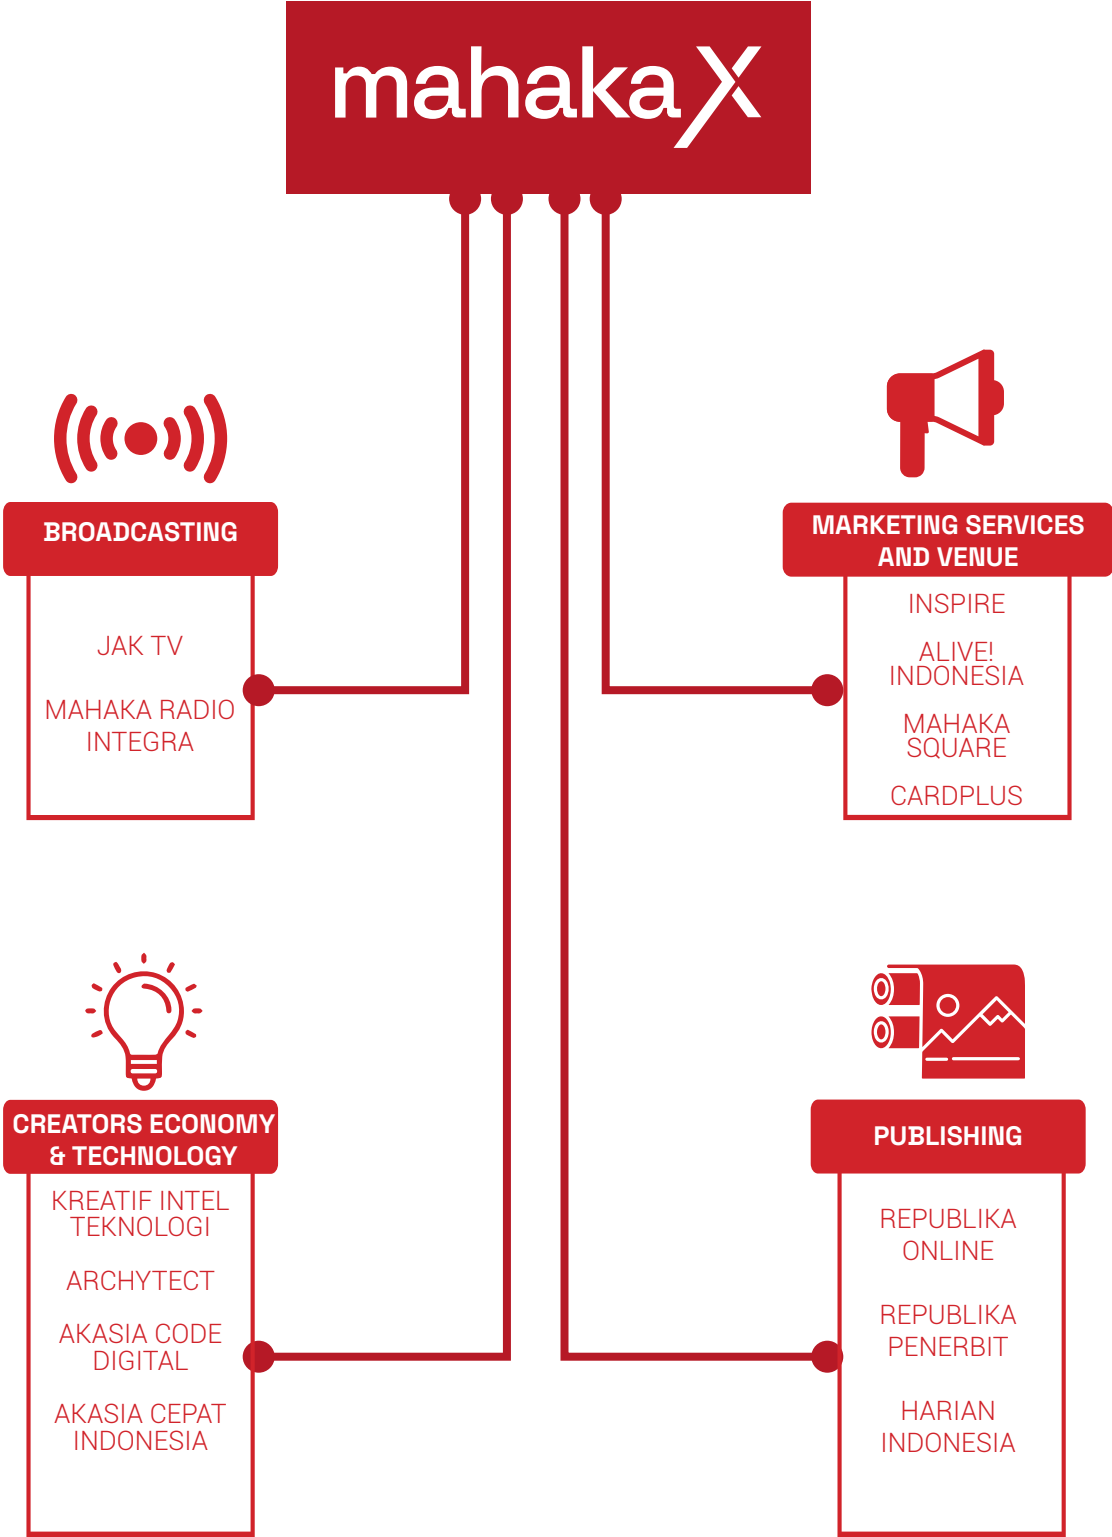 mahakaX
BROADCASTING
JAK TV
MAHAKA RADIO
INTEGRA
MARKETING SERVICES
AND VENUE
INSPIRE
ALIVE!
INDONESIA
MAHAKA
SQUARE
CARDPLUS
CREATORS ECONOMY
& TECHNOLOGY
KREATIF INTEL
TEKNOLOGI
ARCHYTECT
AKASIA CODE
DIGITAL
AKASIA CEPAT
INDONESIA
PUBLISHING
REPUBLIKA
ONLINE
REPUBLIKA
PENERBIT
HARIAN
INDONESIA